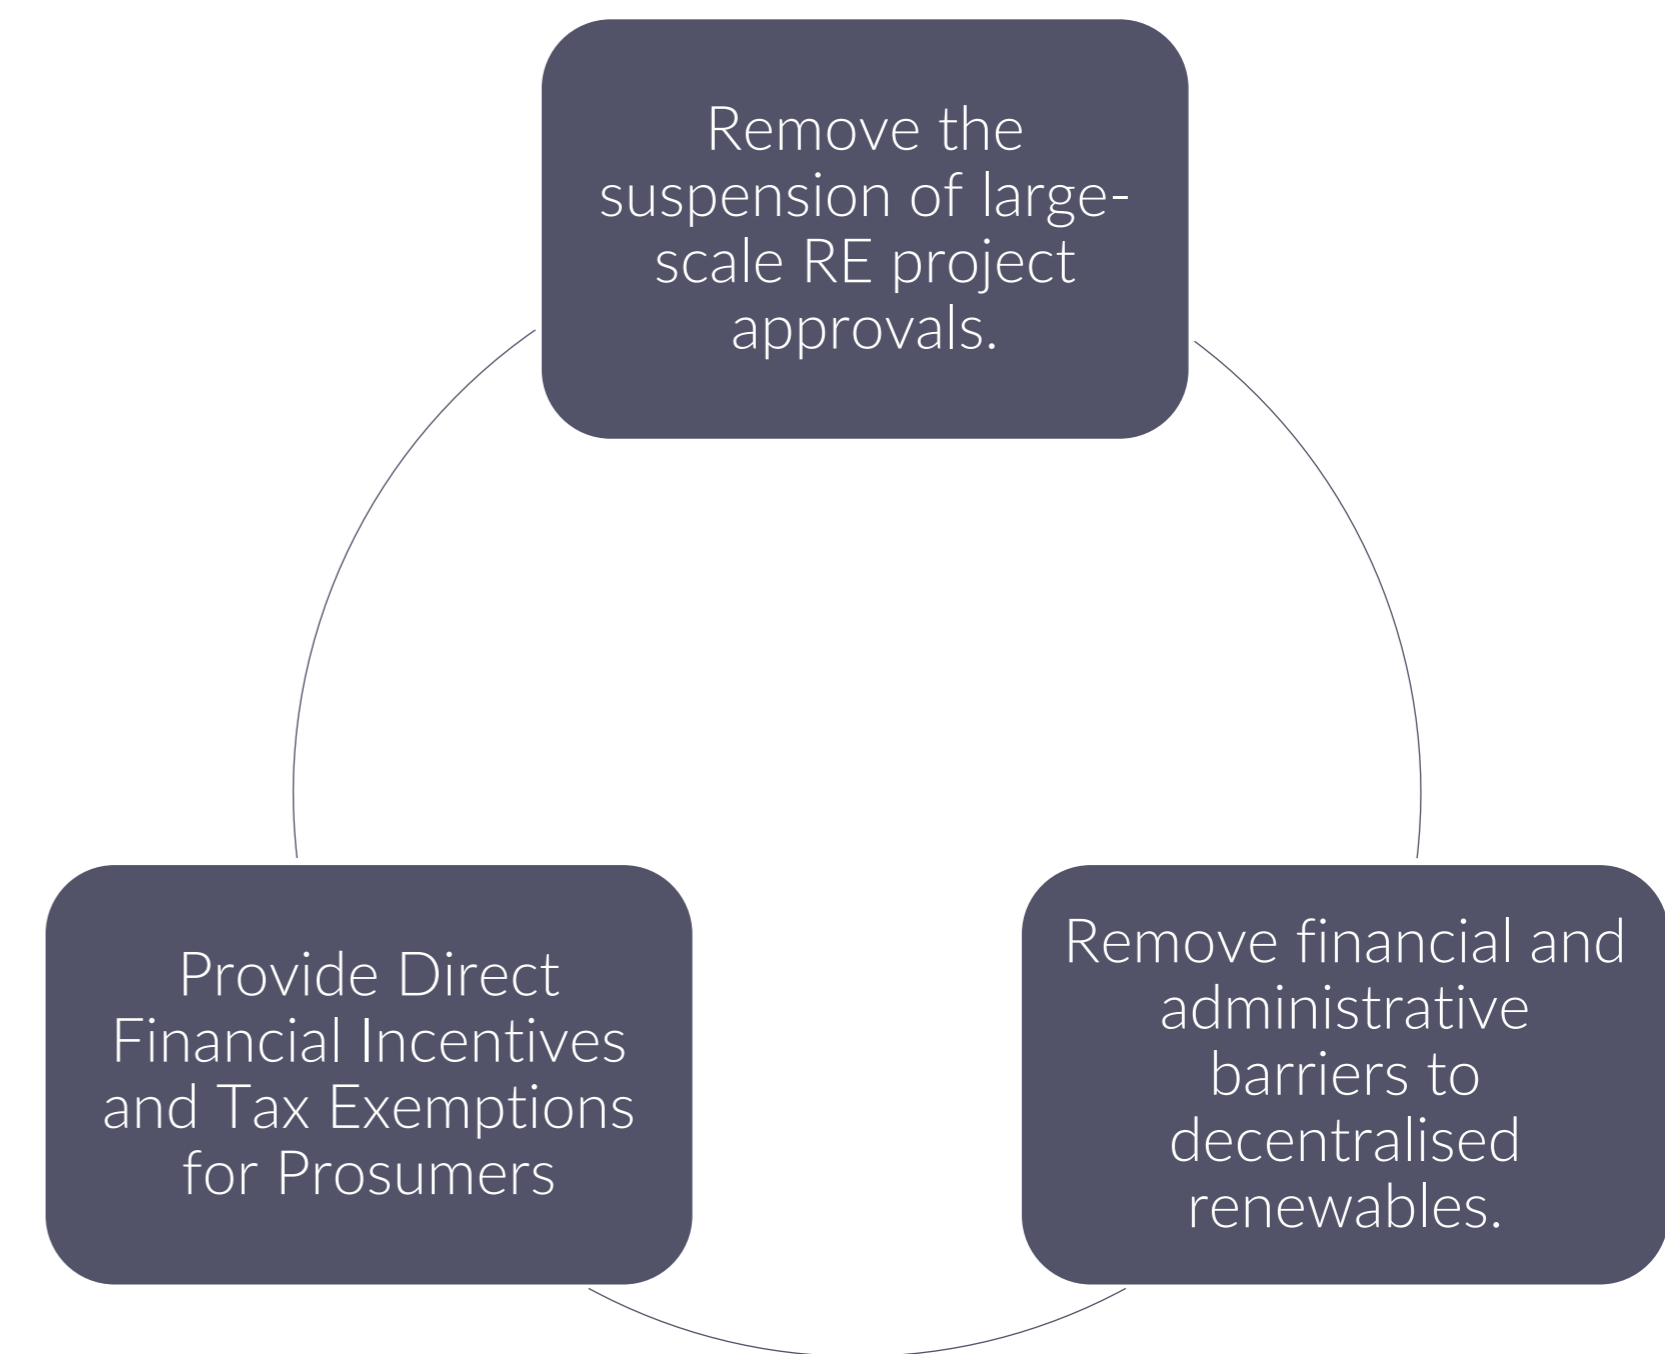 Remove the
suspension of large-
scale RE project
approvals.
Provide Direct
Financial Incentives
and Tax Exemptions
for Prosumers
Remove financial and
administrative
barriers to
decentralised
renewables.